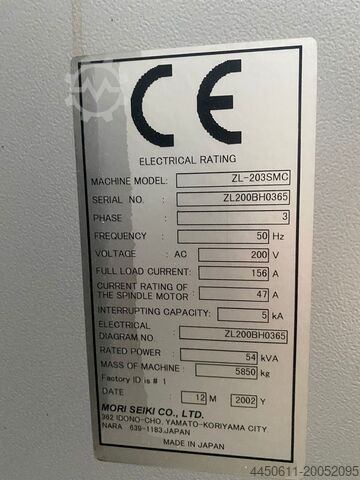 CE
ELECTRICAL RATING
MACHINE MODEL: ZL-203SMC
SERIAL NO. : ZL200BH0365
PHASE : 3
FREQUENCY : 50 Hz
VOLTAGE : AC 200 V
FULL LOAD CURRENT: 156 A
CURRENT RATING OF
THE SPINDLE MOTOR : 47 A
INTERRUPTING CAPACITY: 5 kA
ELECTRICAL
DIAGRAM NO. : ZL200BH0365
RATED POWER : 54 kVA
MASS OF MACHINE : 5850 kg
Factory ID is # 1
DATE 12 M 2002 Y
MORI SEIKI CO., LTD.
362 IDONO-CHO, YAMATO-KORIYAMA CITY
NARA 639-1183, JAPAN
MADE IN JAPAN
4450611-20052095